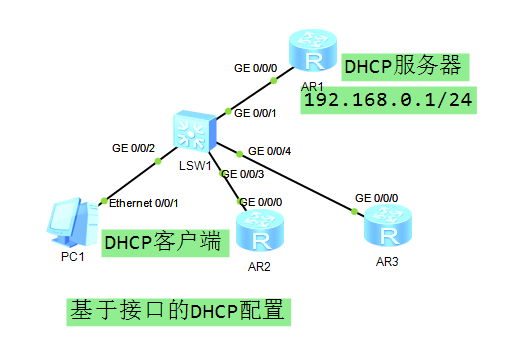 GE 0/0/0
AR1
DHCP服务器
192.168.0.1/24
GE 0/0/1
GE 0/0/2
LSW1
GE 0/0/4
GE 0/0/3
Ethernet 0/0/1
GE 0/0/0
GE 0/0/0
PC1
DHCP客户端
AR2
AR3
基于接口的DHCP配置